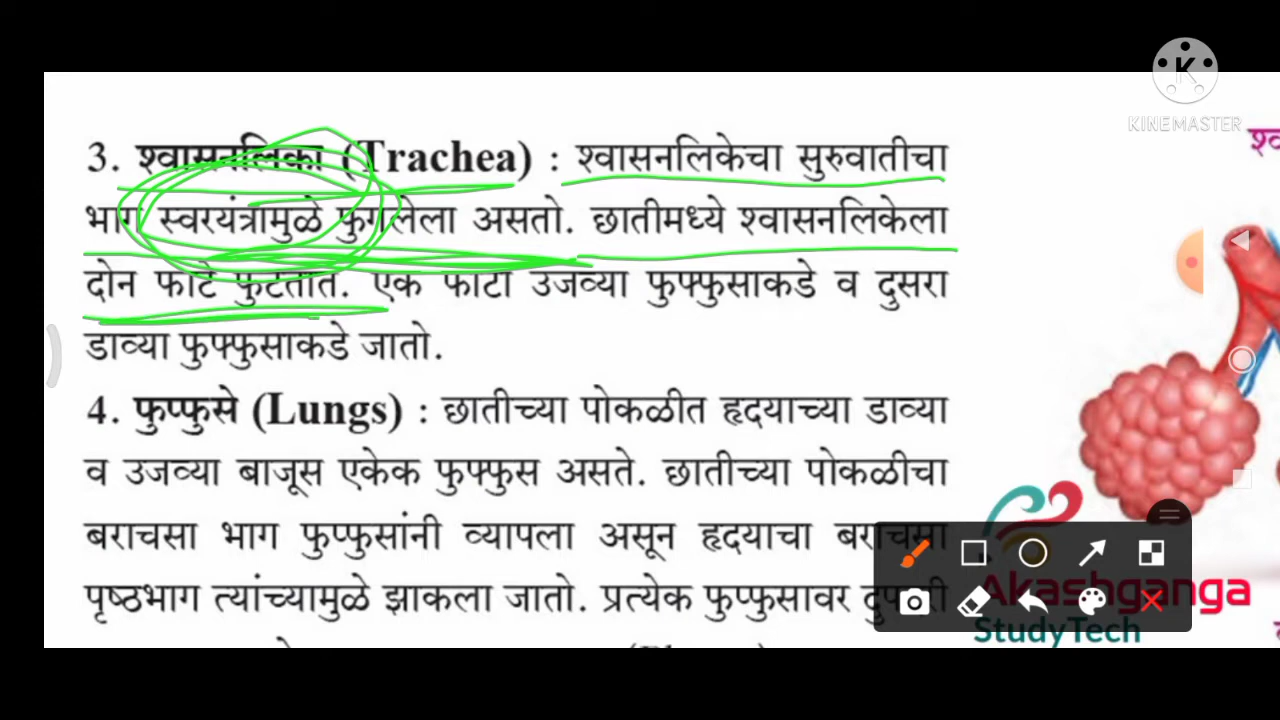 KINEMASTER
3. श्वासनलिका (Trachea) : श्वासनलिकेचा सुरुवातीचा
भाग स्वरयंत्रामुळे फुगलेला असतो. छातीमध्ये श्वासनलिकेला
दोन फाटे फुटतात. एक फाटा उजव्या फुफ्फुसाकडे व दुसरा
डाव्या फुफ्फुसाकडे जातो.
4. फुप्फुसे (Lungs) : छातीच्या पोकळीत हृदयाच्या डाव्या
व उजव्या बाजूस एकेक फुफ्फुस असते. छातीच्या पोकळीचा
बराचसा भाग फुप्फुसांनी व्यापला असून हृदयाचा बराचसा
पृष्ठभाग त्यांच्यामुळे झाकला जातो. प्रत्येक फुप्फुसावर दुपदरी
Akashganga
StudyTech